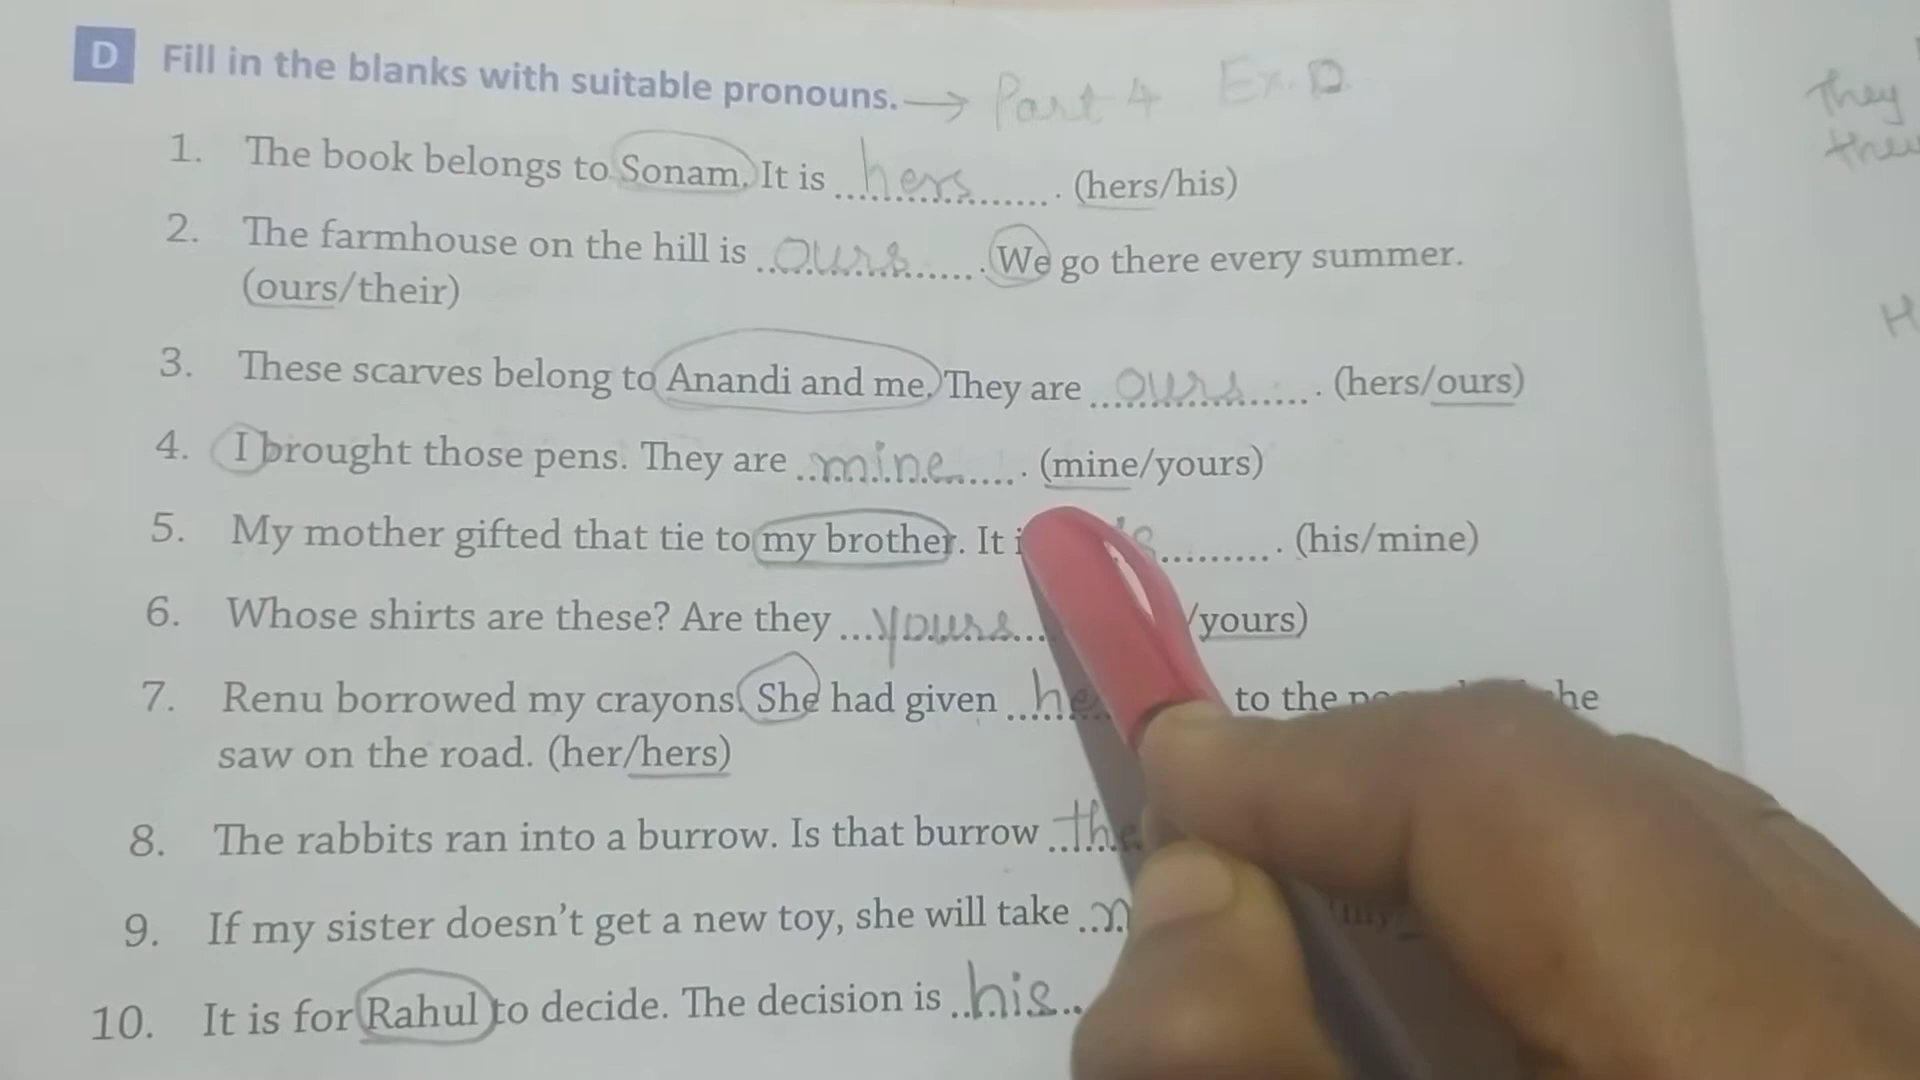 D Fill in the blanks with suitable pronouns. → Part 4 Ex. D
They
1. The book belongs to Sonam. It is hers. (hers/his)
2. The farmhouse on the hill is ours. We go there every summer.
(ours/their)
3. These scarves belong to Anandi and me. They are ours. (hers/ours)
4. I brought those pens. They are mine. (mine/yours)
5. My mother gifted that tie to my brother. It . (his/mine)
6. Whose shirts are these? Are they yours /yours)
7. Renu borrowed my crayons. She had given to the
saw on the road. (her/hers)
8. The rabbits ran into a burrow. Is that burrow
9. If my sister doesn't get a new toy, she will take
10. It is for Rahul to decide. The decision is his